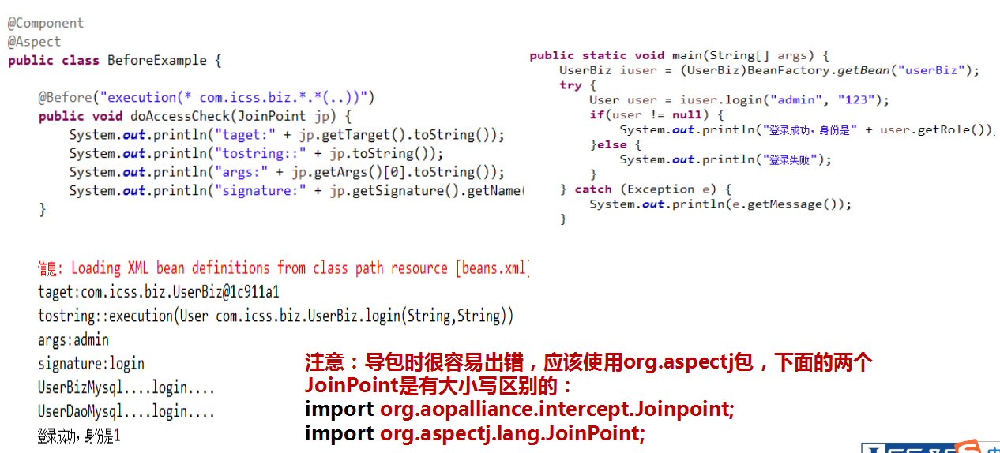 @Component
@Aspect
public class BeforeExample {
@Before("execution(* com.icss.biz.*.*(..))")
public void doAccessCheck(JoinPoint jp) {
System.out.println("taget:" + jp.getTarget().toString());
System.out.println("tostring::" + jp.toString());
System.out.println("args:" + jp.getArgs()[0].toString());
System.out.println("signature:" + jp.getSignature().getName(
}
public static void main(String[] args) {
UserBiz iuser = (UserBiz)BeanFactory.getBean("userBiz");
try {
User user = iuser.login("admin", "123");
if(user != null) {
System.out.println("登录成功，身份是" + user.getRole())
}else {
System.out.println("登录失败");
}
} catch (Exception e) {
System.out.println(e.getMessage());
}
信息: Loading XML bean definitions from class path resource [beans.xml]
taget:com.icss.biz.UserBiz@1c911a1
tostring::execution(User com.icss.biz.UserBiz.login(String,String))
args:admin
signature:login
UserBizMysql....login....
UserDaoMysql....login....
登录成功，身份是1
注意：导包时很容易出错，应该使用org.aspectj包，下面的两个
JoinPoint是有大小写区别的：
import org.aopalliance.intercept.Joinpoint;
import org.aspectj.lang.JoinPoint;